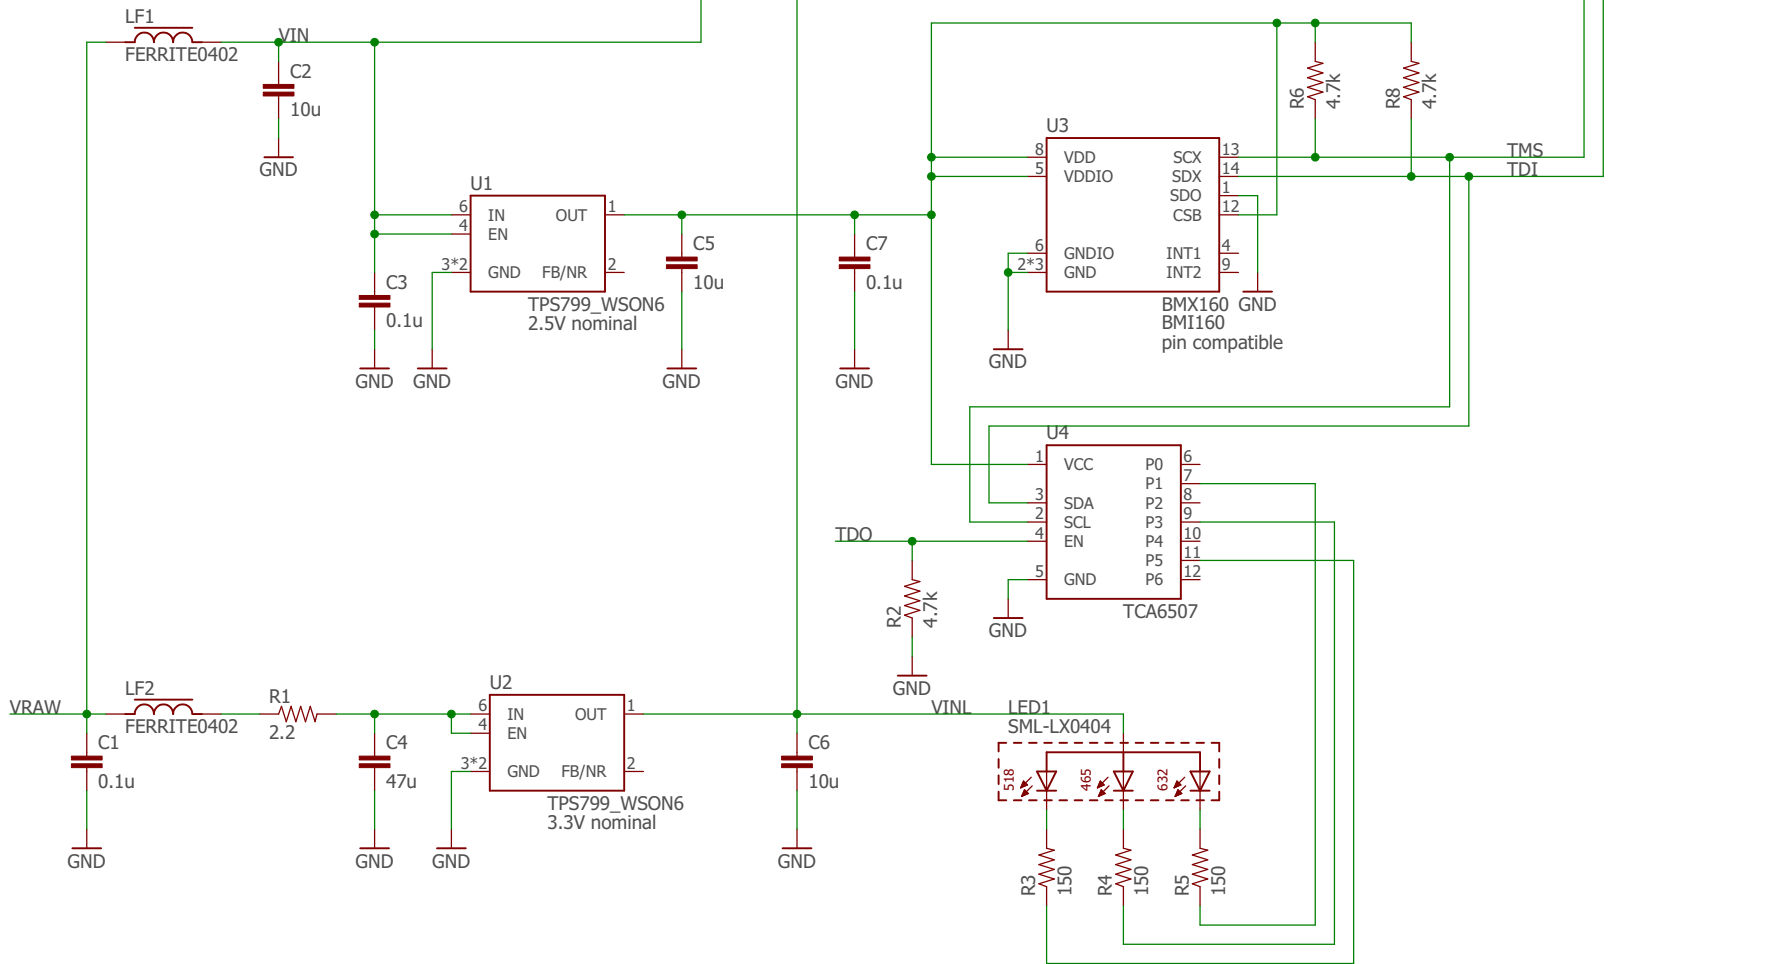 LF1
FERRITE0402
VIN
C2
10u
GND
U1
6 IN OUT 1
4 EN
3*2 GND FB/NR 2
TPS799_WSON6
2.5V nominal
C3
0.1u
GND
GND
C5
10u
GND
C7
0.1u
GND
R6
4.7k
R8
4.7k
U3
8 VDD SCX 13
5 VDDIO SDX 14
SDO 1
CSB 12
6 GNDIO INT1 4
2*3 GND INT2 9
BMX160
BMI160
pin compatible
GND
GND
TMS
TDI
U4
1 VCC P0 6
P1 7
3 SDA P2 8
2 SCL P3 9
4 EN P4 10
P5 11
5 GND P6 12
TCA6507
GND
TDO
R2
4.7k
GND
VRAW
C1
0.1u
GND
LF2
FERRITE0402
R1
2.2
C4
47u
GND
U2
6 IN OUT 1
4 EN
3*2 GND FB/NR 2
TPS799_WSON6
3.3V nominal
GND
C6
10u
GND
VINL
LED1
SML-LX0404
518
465
632
R3
150
R4
150
R5
150